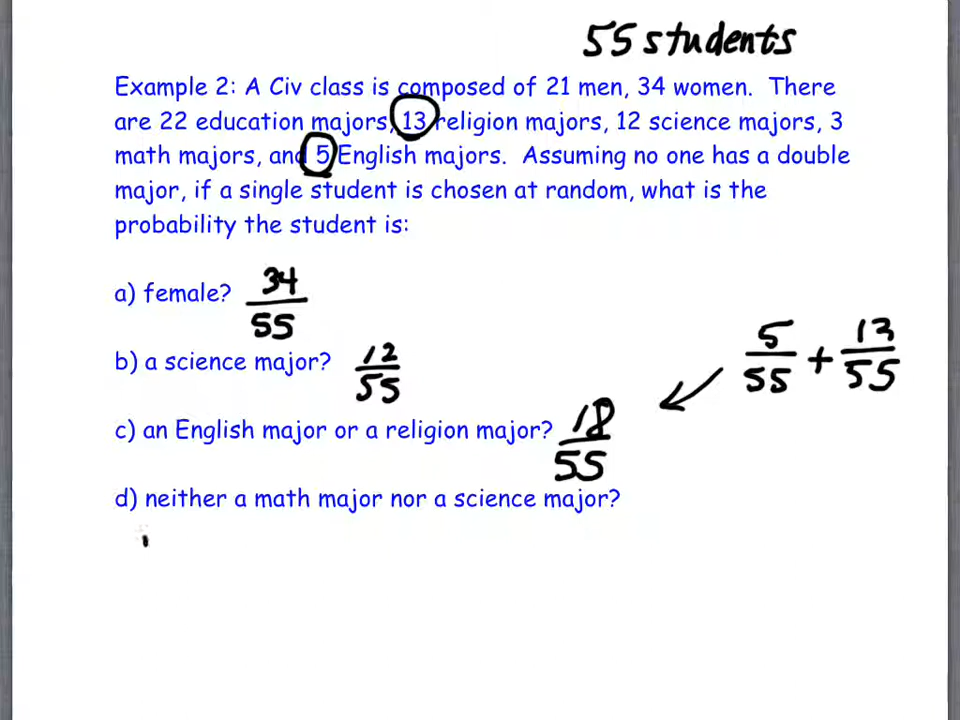 55 students
Example 2: A Civ class is composed of 21 men, 34 women. There
are 22 education majors, 13 religion majors, 12 science majors, 3
math majors, and 5 English majors. Assuming no one has a double
major, if a single student is chosen at random, what is the
probability the student is:
a) female? 34/55
b) a science major? 12/55
5/55 + 13/55
c) an English major or a religion major? 18/55
d) neither a math major nor a science major?